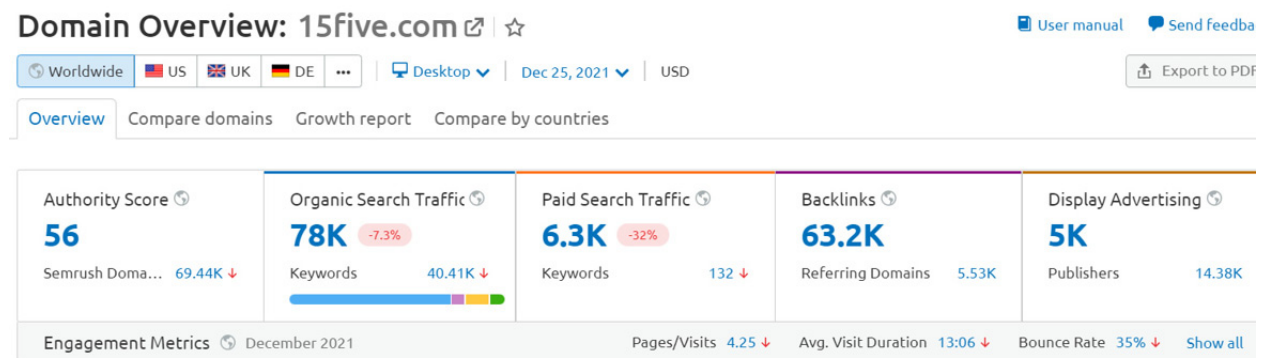 Domain Overview: 15five.com
User manual
Send feedba
Worldwide US UK DE ... Desktop Dec 25, 2021 USD
Export to PDF
Overview Compare domains Growth report Compare by countries
Authority Score Organic Search Traffic Paid Search Traffic Backlinks Display Advertising
56 78K -7.3% 6.3K -32% 63.2K 5K
Semrush Doma... 69.44K ↓ Keywords 40.41K ↓ Keywords 132 ↓ Referring Domains 5.53K Publishers 14.38K
Engagement Metrics December 2021 Pages/Visits 4.25 ↓ Avg. Visit Duration 13:06 ↓ Bounce Rate 35% ↓ Show all